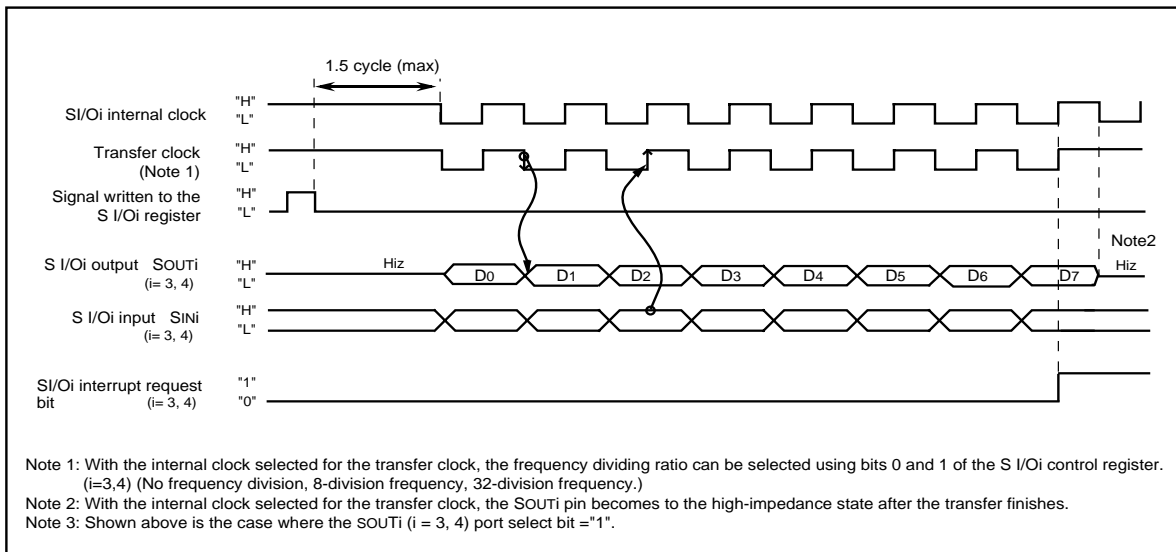 1.5 cycle (max)
SI/Oi internal clock
"H"
"L"
Transfer clock
(Note 1)
"H"
"L"
Signal written to the
S I/Oi register
"H"
"L"
Note2
S I/Oi output SOUTi
(i= 3, 4)
"H"
"L"
Hiz
D0
D1
D2
D3
D4
D5
D6
D7
Hiz
S I/Oi input SINi
(i= 3, 4)
"H"
"L"
SI/Oi interrupt request
bit (i= 3, 4)
"1"
"0"
Note 1: With the internal clock selected for the transfer clock, the frequency dividing ratio can be selected using bits 0 and 1 of the S I/Oi control register.
(i=3,4) (No frequency division, 8-division frequency, 32-division frequency.)
Note 2: With the internal clock selected for the transfer clock, the SOUTi pin becomes to the high-impedance state after the transfer finishes.
Note 3: Shown above is the case where the SOUTi (i = 3, 4) port select bit ="1".